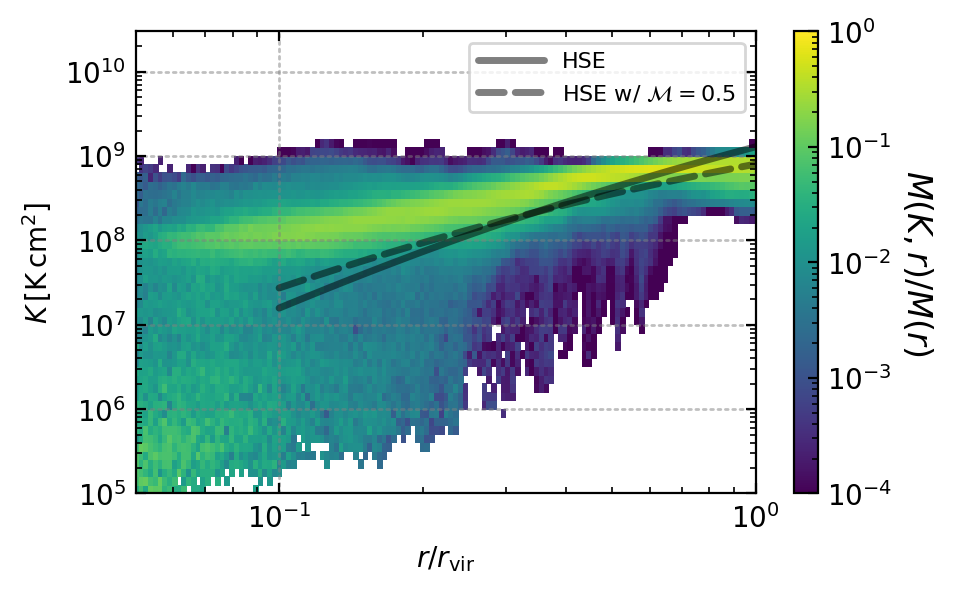 HSE
HSE w/ ℳ = 0.5
10¹⁰
10⁹
10⁸
10⁷
10⁶
10⁵
K [K cm²]
10⁻¹
10⁰
r/r_vir
10⁰
10⁻¹
10⁻²
10⁻³
10⁻⁴
M(K, r)/M(r)